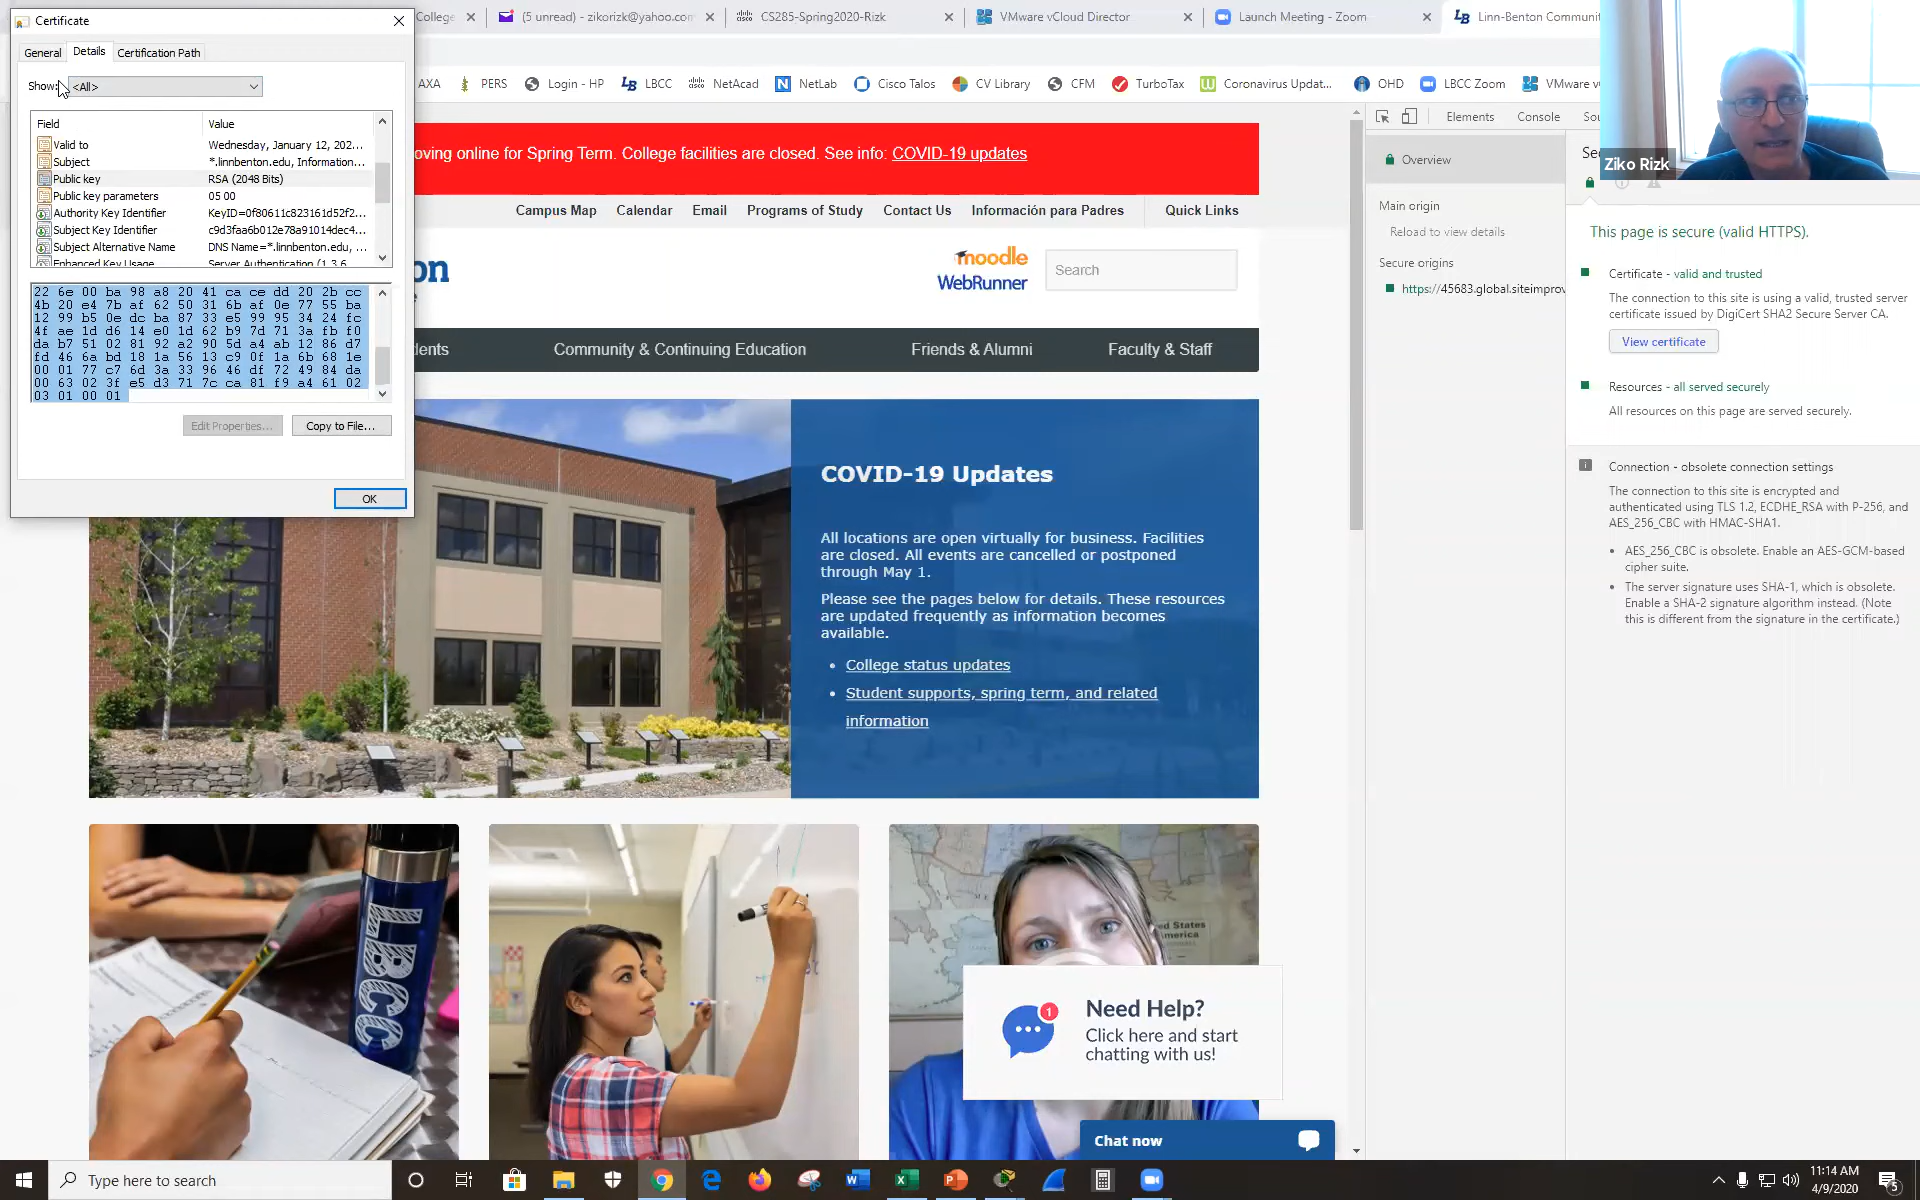 Certificate
General
Details
Certification Path
Show:
<All>
Field
Value
Valid to
Wednesday, January 12, 202...
Subject
*.linnbenton.edu, Information...
Public key
RSA (2048 Bits)
Public key parameters
05 00
Authority Key Identifier
KeyID=0f80611c823161d52f2...
Subject Key Identifier
c9d3faa6b012e78a91014dec4...
Subject Alternative Name
DNS Name=*.linnbenton.edu, ...
Enhanced Key Usage
Server Authentication (1.3.6
22 6e 00 ba 98 a8 20 41 ca ce dd 20 2b cc
4b 20 e4 7b af 62 50 31 6b af 0e 77 55 ba
12 99 b5 0e dc ba 87 33 e5 99 95 34 24 fc
4f ae 1d d6 14 e0 1d 62 b9 7d 71 3a fb f0
da b7 51 02 81 92 a2 90 5d a4 ab 12 86 d7
fd 46 6a bd 18 1a 56 13 c9 0f 1a 6b 68 1e
00 01 77 c7 6d 3a 33 96 46 df 72 49 84 da
00 63 02 3f e5 d3 71 7c ca 81 f9 a4 61 02
03 01 00 01
Edit Properties...
Copy to File...
OK
College
(5 unread) - zikorizk@yahoo.com
CS285-Spring2020-Rizk
VMware vCloud Director
Launch Meeting - Zoom
LB Linn-Benton Commun
AXA
PERS
Login - HP
LB LBCC
NetAcad
N NetLab
Cisco Talos
CV Library
CFM
TurboTax
Coronavirus Updat...
OHD
LBCC Zoom
VMware v
oving online for Spring Term. College facilities are closed. See info: COVID-19 updates
Campus Map
Calendar
Email
Programs of Study
Contact Us
Información para Padres
Quick Links
on
e
moodle
WebRunner
Search
dents
Community & Continuing Education
Friends & Alumni
Faculty & Staff
COVID-19 Updates
All locations are open virtually for business. Facilities
are closed. All events are cancelled or postponed
through May 1.
Please see the pages below for details. These resources
are updated frequently as information becomes
available.
• College status updates
• Student supports, spring term, and related
information
LBCC
ed States
merica
1
Need Help?
Click here and start
chatting with us!
Chat now
Elements
Console
Sou
Overview
Main origin
Reload to view details
Secure origins
https://45683.global.siteimprov
Sec
Ziko Rizk
This page is secure (valid HTTPS).
Certificate - valid and trusted
The connection to this site is using a valid, trusted server
certificate issued by DigiCert SHA2 Secure Server CA.
View certificate
Resources - all served securely
All resources on this page are served securely.
Connection - obsolete connection settings
The connection to this site is encrypted and
authenticated using TLS 1.2, ECDHE_RSA with P-256, and
AES_256_CBC with HMAC-SHA1.
• AES_256_CBC is obsolete. Enable an AES-GCM-based
cipher suite.
• The server signature uses SHA-1, which is obsolete.
Enable a SHA-2 signature algorithm instead. (Note
this is different from the signature in the certificate.)
Type here to search
11:14 AM
4/9/2020
5